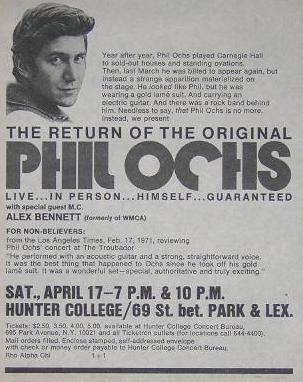 Year after year, Phil Ochs played Carnegie Hall
to sold-out houses and standing ovations.
Then, last March he was billed to appear again, but
instead a strange apparition materialized on
the stage. He looked like Phil, but he was
wearing a gold lamé suit. And carrying an
electric guitar. And there was a rock band behind
him. Needless to say, that Phil Ochs is no more.
Instead, we present
THE RETURN OF THE ORIGINAL
PHIL OCHS
LIVE...IN PERSON...HIMSELF...GUARANTEED
with special guest M.C.
ALEX BENNETT (formerly of WMCA)
FOR NON-BELIEVERS:
from the Los Angeles Times, Feb. 17, 1971, reviewing
Phil Ochs' concert at The Troubador
"He performed with an acoustic guitar and a strong, straightforward voice.
It was the best thing that happened to Ochs since he took off his gold
lamé suit. It was a wonderful set—special, authoritative and truly exciting."
SAT., APRIL 17–7 P.M. & 10 P.M.
HUNTER COLLEGE/69 St. bet. PARK & LEX.
Tickets: $2.50, 3.50, 4.00, 5.00, available at Hunter College Concert Bureau,
695 Park Avenue, N.Y. 10021 and all Ticketron outlets (for locations call 644-4400).
Mail orders filled, Enclose stamped, self-addressed envelope
with check or money order payable to Hunter College Concert Bureau,
Rho Alpha Chi 1+1